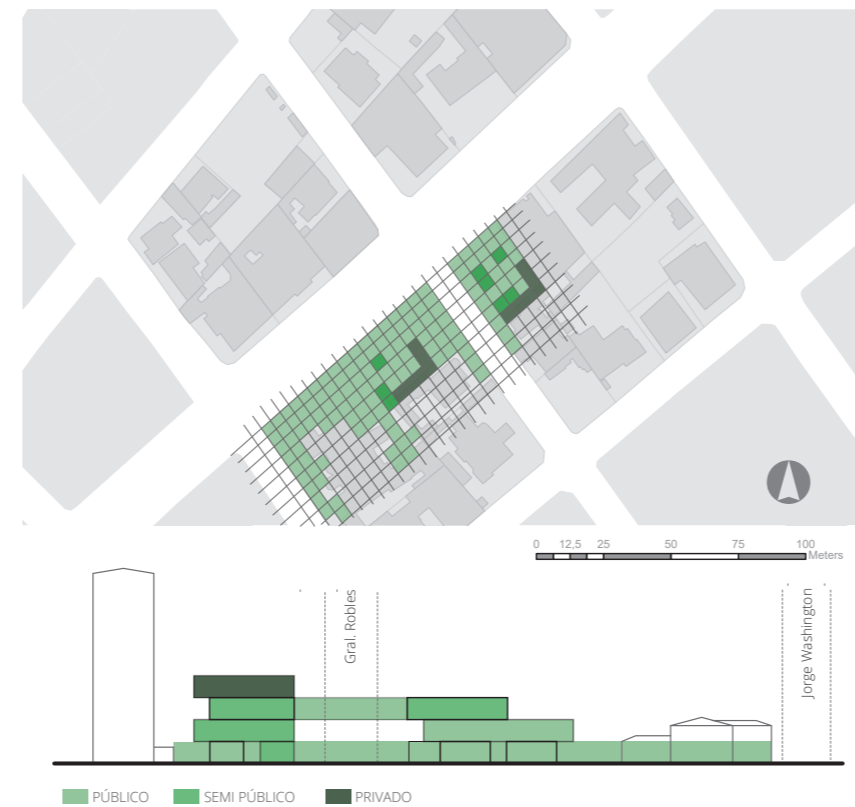 0 12,5 25 50 75 100
Meters
Gral. Robles
Jorge Washington
PÚBLICO SEMI PÚBLICO PRIVADO